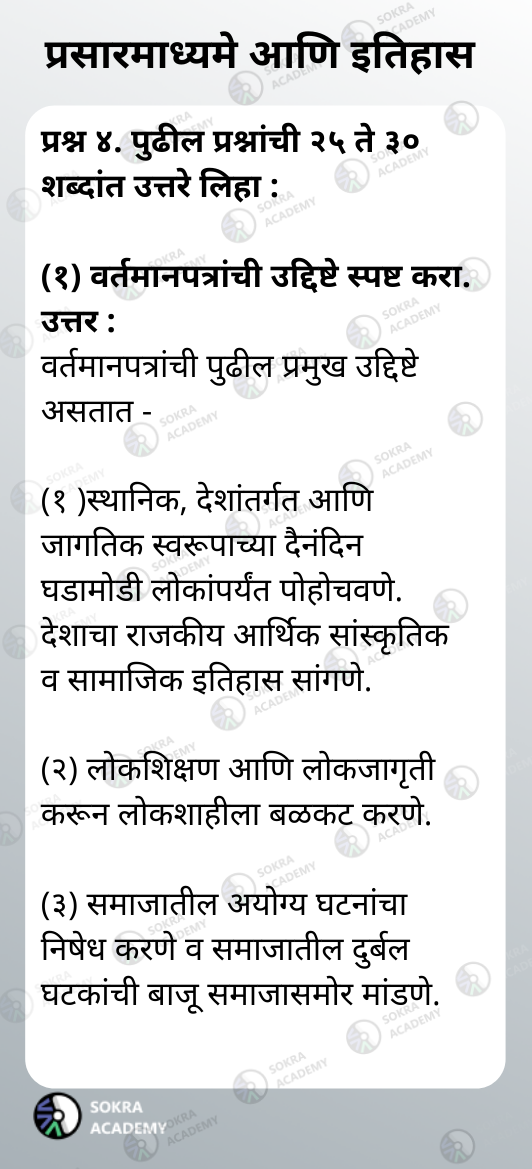 प्रसारमाध्यमे आणि इतिहास
प्रश्न ४. पुढील प्रश्नांची २५ ते ३०
शब्दांत उत्तरे लिहा :
(१) वर्तमानपत्रांची उद्दिष्टे स्पष्ट करा.
उत्तर :
वर्तमानपत्रांची पुढील प्रमुख उद्दिष्टे
असतात -
(१ )स्थानिक, देशांतर्गत आणि
जागतिक स्वरूपाच्या दैनंदिन
घडामोडी लोकांपर्यंत पोहोचवणे.
देशाचा राजकीय आर्थिक सांस्कृतिक
व सामाजिक इतिहास सांगणे.
(२) लोकशिक्षण आणि लोकजागृती
करून लोकशाहीला बळकट करणे.
(३) समाजातील अयोग्य घटनांचा
निषेध करणे व समाजातील दुर्बल
घटकांची बाजू समाजासमोर मांडणे.
SOKRA
ACADEMY